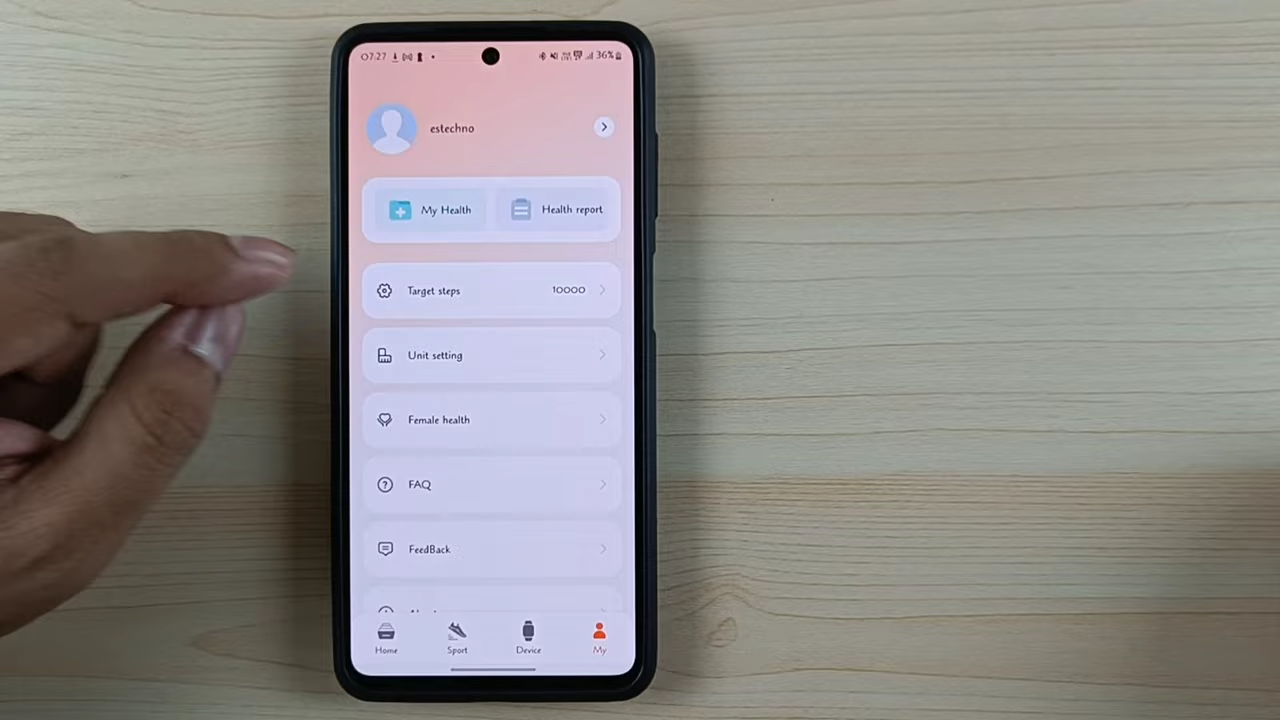 07:27
36%
estechno
My Health
Health report
Target steps 10000
Unit setting
Female health
FAQ
FeedBack
Home Sport Device My